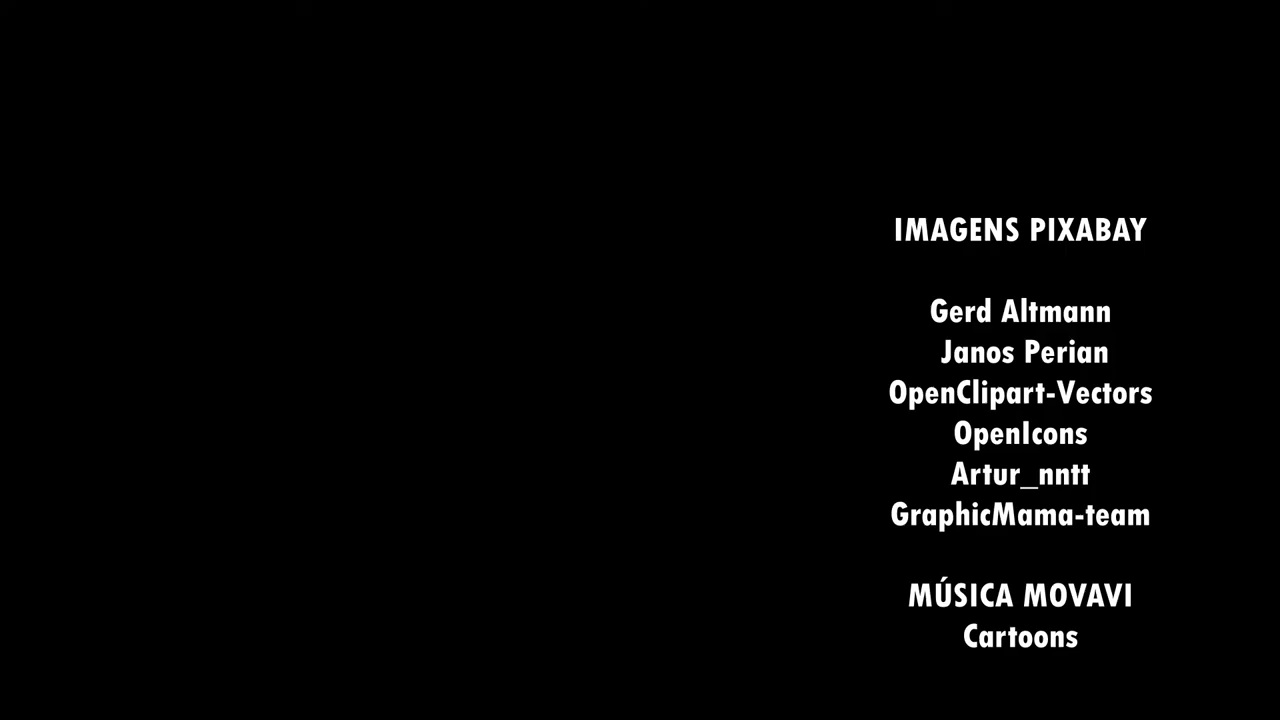 IMAGENS PIXABAY
Gerd Altmann
Janos Perian
OpenClipart-Vectors
OpenIcons
Artur_nntt
GraphicMama-team
MÚSICA MOVAVI
Cartoons